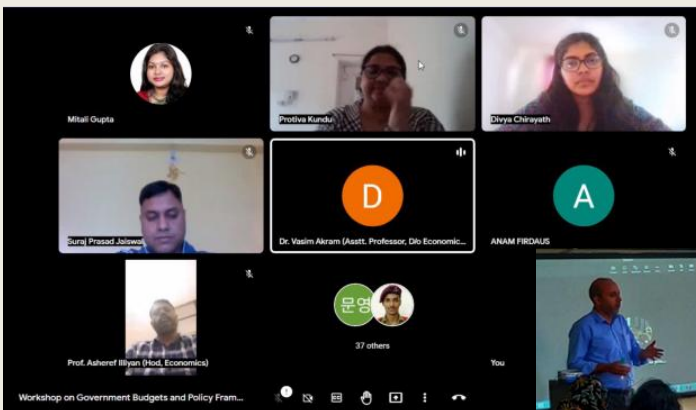 Mitali Gupta
Protiva Kundu
Divya Chirayath
Suraj Prasad Jaiswal
D
Dr. Vasim Akram (Asstt. Professor, D/o Economic...
A
ANAM FIRDAUS
Prof. Asheref Illiyan (Hod, Economics)
문영
37 others
You
Workshop on Government Budgets and Policy Fram...